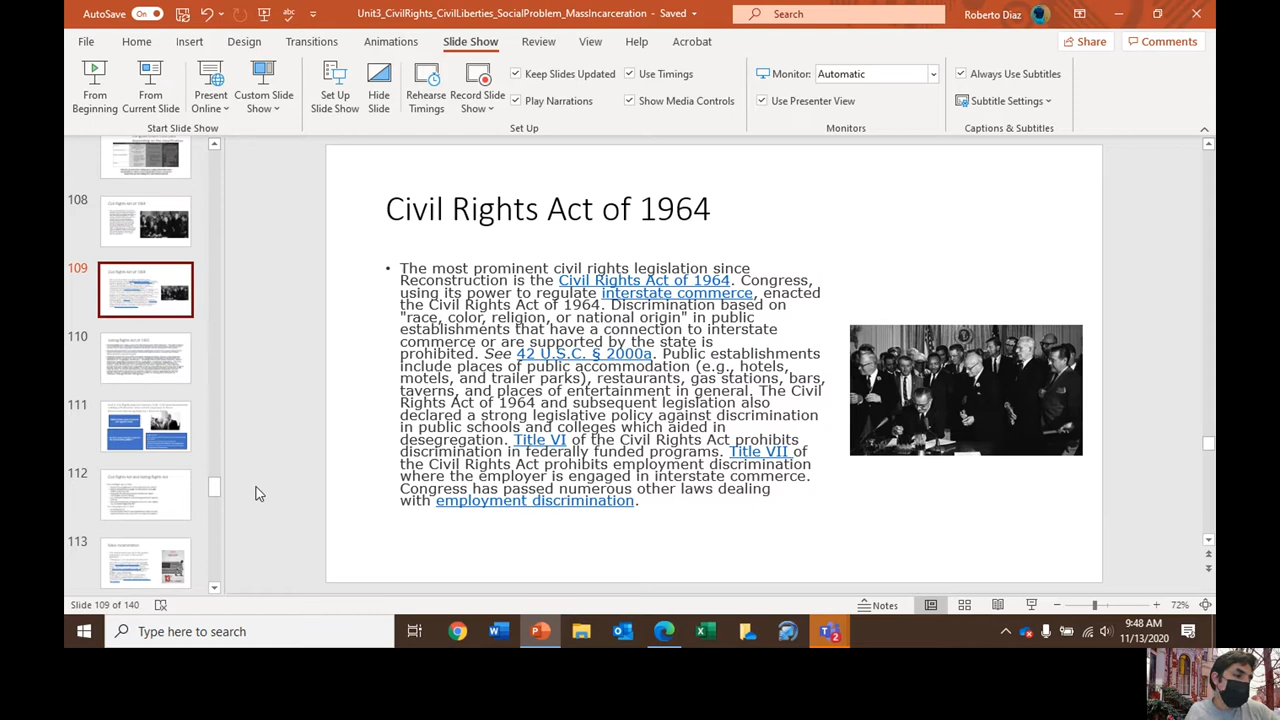 AutoSave On Unit3_CivilRights_CivilLiberties_SocialProblem_MassIncarceration - Saved Search Roberto Diaz
File Home Insert Design Transitions Animations Slide Show Review View Help Acrobat Share Comments
From Beginning
From Current Slide
Present Online
Custom Slide Show
Set Up Slide Show
Hide Slide
Rehearse Timings
Record Slide Show
Keep Slides Updated Use Timings
Play Narrations Show Media Controls
Monitor: Automatic
Use Presenter View
Always Use Subtitles
Subtitle Settings
Start Slide Show Set Up Monitors Captions & Subtitles
108
109
110
111
112
113
Civil Rights Act of 1964
• The most prominent civil rights legislation since
Reconstruction is the Civil Rights Act of 1964. Congress,
using its power to regulate interstate commerce, enacted
the Civil Rights Act of 1964. Discrimination based on
"race, color, religion, or national origin" in public
establishments that have a connection to interstate
commerce or are supported by the state is
prohibited. See 42 U.S.C. § 2000a. Public establishments
include places of public accommodation (e.g., hotels,
motels, and trailer parks), restaurants, gas stations, bars,
taverns, and places of entertainment in general. The Civil
Rights Act of 1964 and subsequent legislation also
declared a strong legislative policy against discrimination
in public schools and colleges which aided in
desegregation. Title VI of the Civil Rights Act prohibits
discrimination in federally funded programs. Title VII of
the Civil Rights Act prohibits employment discrimination
where the employer is engaged in interstate commerce.
Congress has passed numerous other laws dealing
with employment discrimination.
Slide 109 of 140 Notes 72%
Type here to search 9:48 AM
11/13/2020